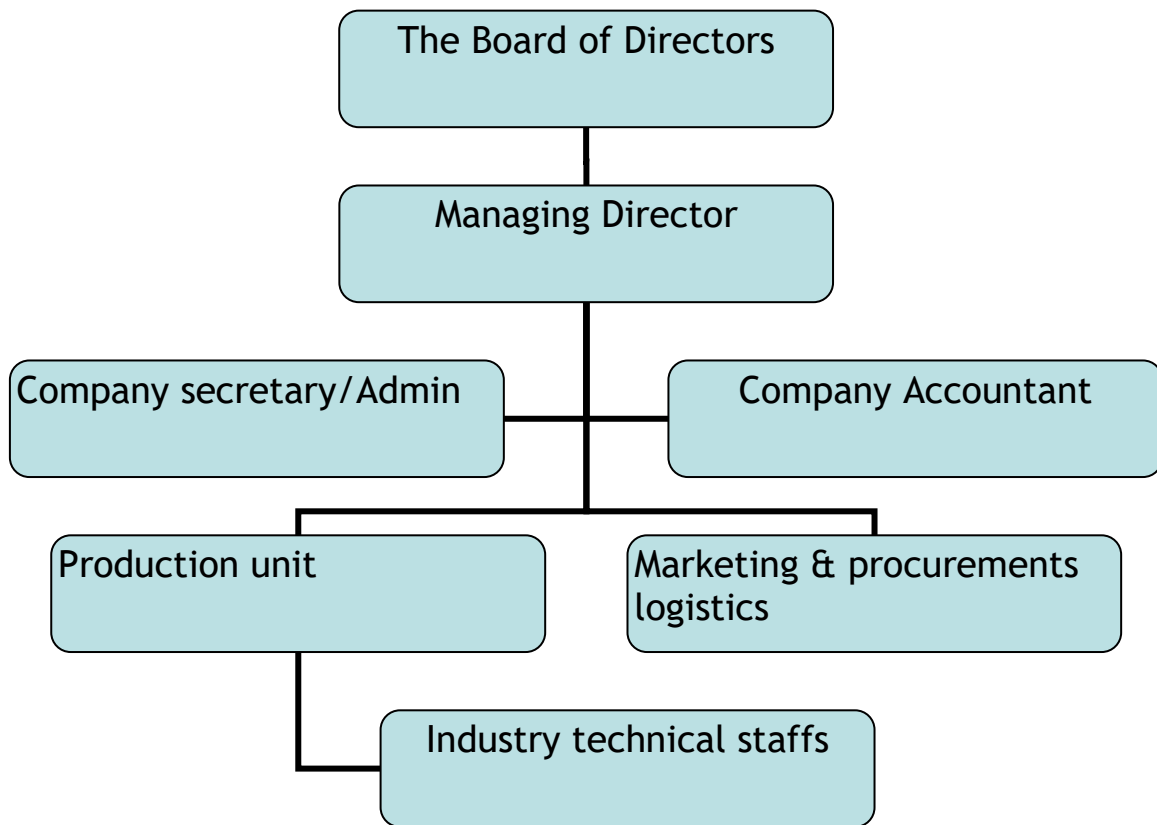 The Board of Directors
Managing Director
Company secretary/Admin
Company Accountant
Production unit
Marketing & procurements
logistics
Industry technical staffs